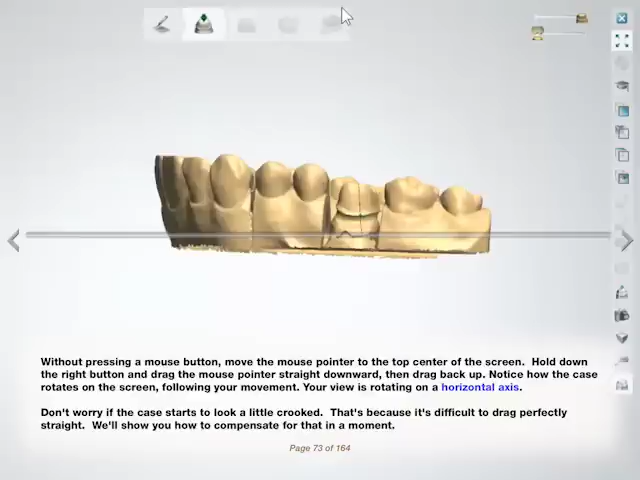 Without pressing a mouse button, move the mouse pointer to the top center of the screen.  Hold down
the right button and drag the mouse pointer straight downward, then drag back up. Notice how the case
rotates on the screen, following your movement. Your view is rotating on a horizontal axis.
Don't worry if the case starts to look a little crooked.  That's because it's difficult to drag perfectly
straight.  We'll show you how to compensate for that in a moment.
Page 73 of 164